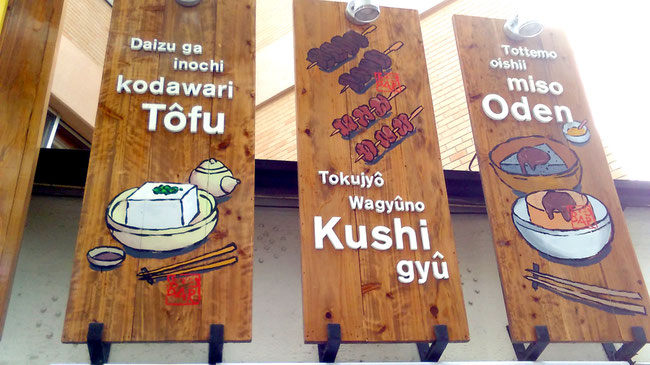 Daizu ga
inochi
kodawari
Tôfu
Tokujyô
Wagyûno
Kushi
gyû
Tottemo
oishii
miso
Oden